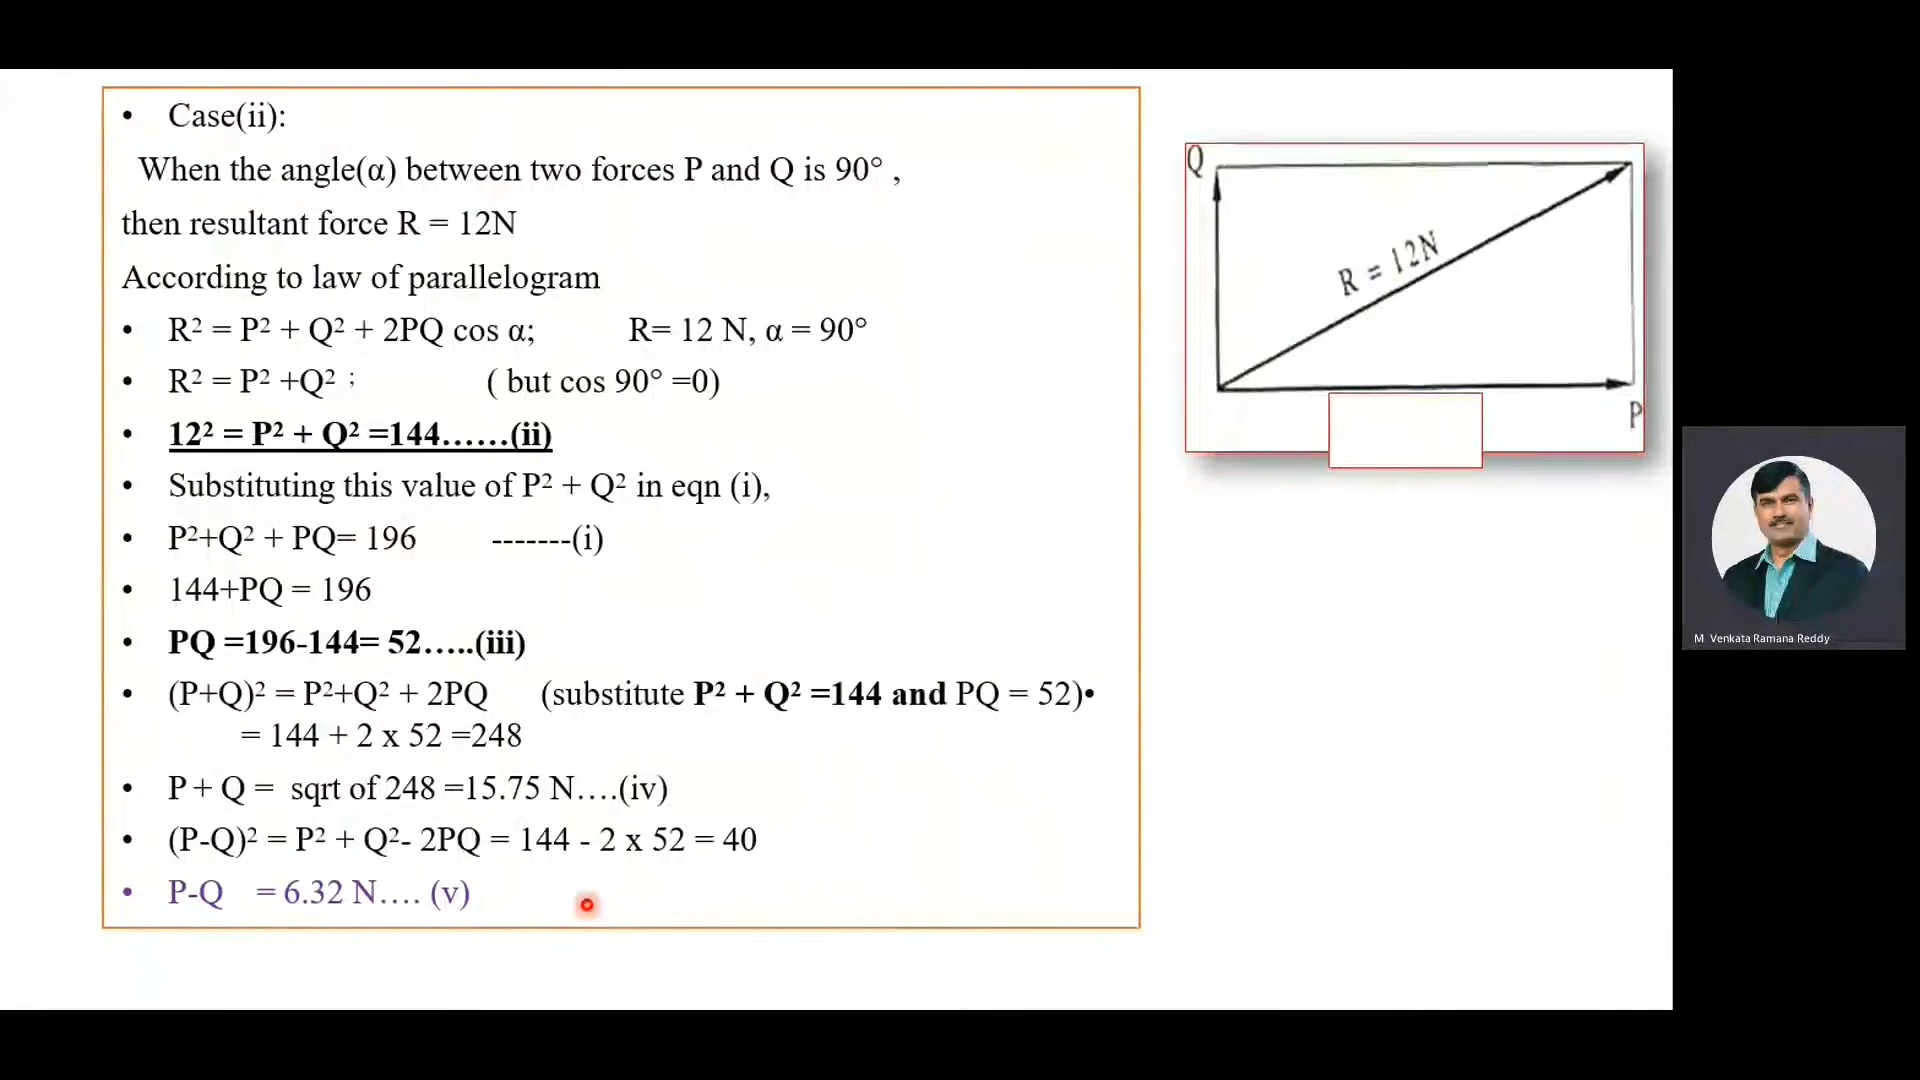 • Case(ii):
When the angle(α) between two forces P and Q is 90° ,
then resultant force R = 12N
According to law of parallelogram
• R² = P² + Q² + 2PQ cos α; R= 12 N, α = 90°
• R² = P² +Q² ; ( but cos 90° =0)
• 12² = P² + Q² =144......(ii)
• Substituting this value of P² + Q² in eqn (i),
• P²+Q² + PQ= 196 -------(i)
• 144+PQ = 196
• PQ =196-144= 52.....(iii)
• (P+Q)² = P²+Q² + 2PQ (substitute P² + Q² =144 and PQ = 52)•
= 144 + 2 x 52 =248
• P + Q = sqrt of 248 =15.75 N....(iv)
• (P-Q)² = P² + Q²- 2PQ = 144 - 2 x 52 = 40
• P-Q = 6.32 N.... (v)
Q
R = 12N
P
M Venkata Ramana Reddy